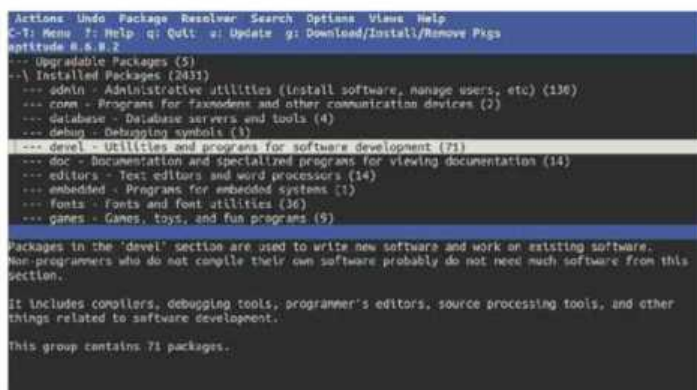 Actions Undo Package Resolver Search Options Views Help
C-T: Menu ?: Help q: Quit u: Update g: Download/Install/Remove Pkgs
aptitude 0.6.8.2
--- Upgradable Packages (5)
--\ Installed Packages (2431)
--- admin - Administrative utilities (install software, manage users, etc) (130)
--- comm - Programs for faxmodems and other communication devices (2)
--- database - Database servers and tools (4)
--- debug - Debugging symbols (3)
--- devel - Utilities and programs for software development (71)
--- doc - Documentation and specialized programs for viewing documentation (14)
--- editors - Text editors and word processors (14)
--- embedded - Programs for embedded systems (1)
--- fonts - Fonts and font utilities (36)
--- games - Games, toys, and fun programs (9)
Packages in the 'devel' section are used to write new software and work on existing software.
Non-programmers who do not compile their own software probably do not need much software from this
section.
It includes compilers, debugging tools, programmer's editors, source processing tools, and other
things related to software development.
This group contains 71 packages.